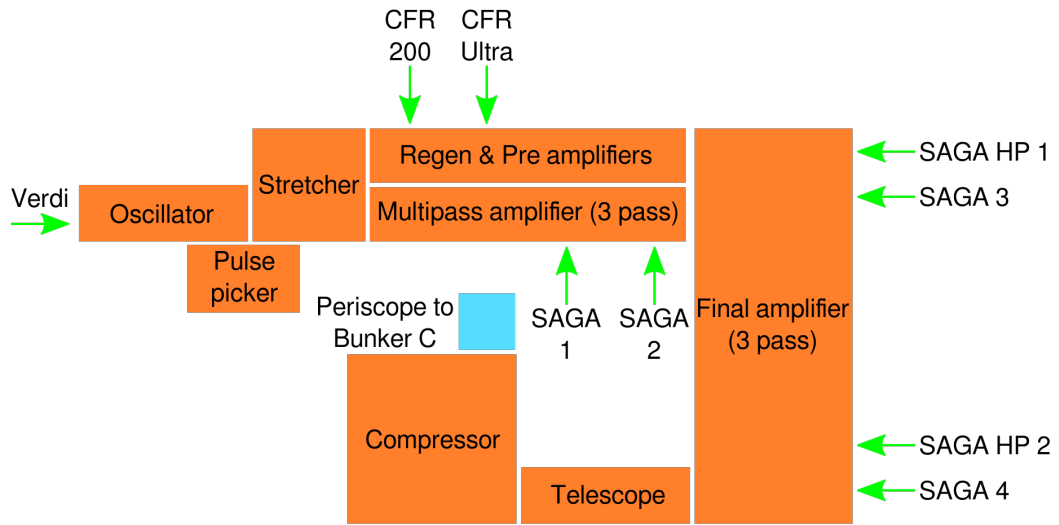 CFR
200
CFR
Ultra
Regen & Pre amplifiers
SAGA HP 1
Stretcher
Verdi
SAGA 3
Oscillator
Multipass amplifier (3 pass)
Pulse
picker
Periscope to
Bunker C
SAGA
1
SAGA
2
Final amplifier
(3 pass)
Compressor
SAGA HP 2
Telescope
SAGA 4